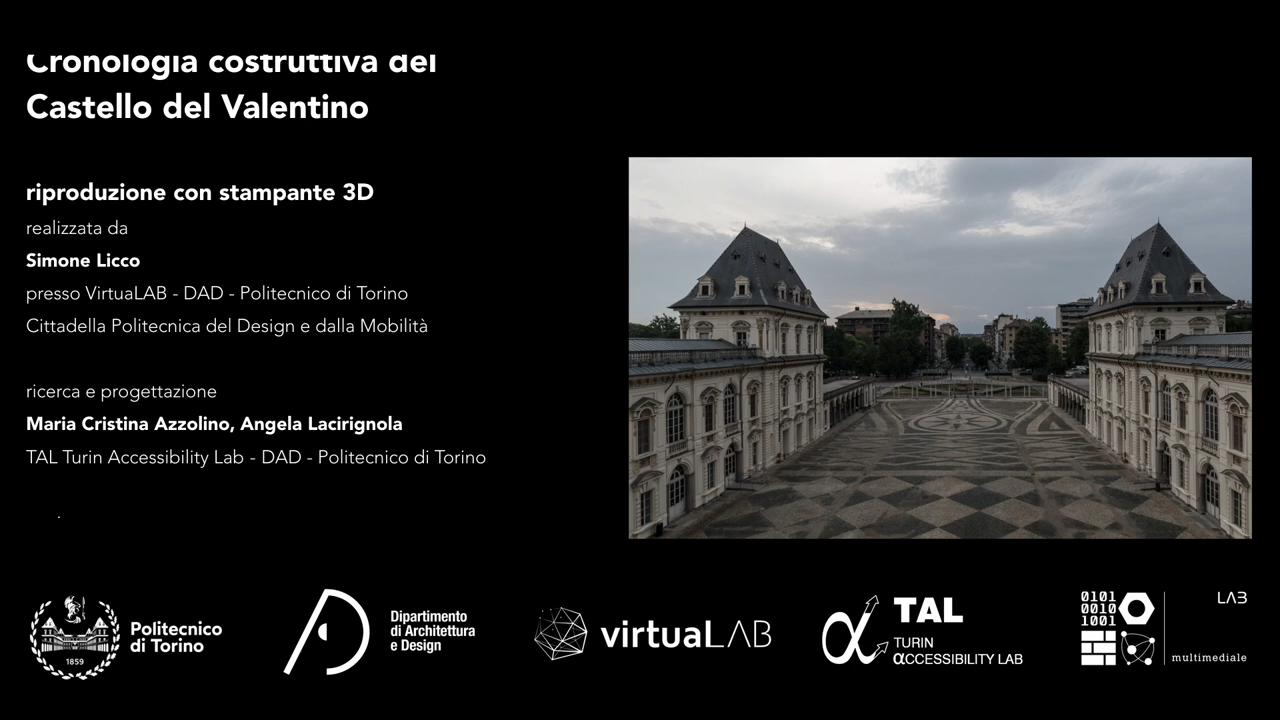 Cronologia costruttiva del
Castello del Valentino
riproduzione con stampante 3D
realizzata da
Simone Licco
presso VirtuaLAB - DAD - Politecnico di Torino
Cittadella Politecnica del Design e dalla Mobilità
ricerca e progettazione
Maria Cristina Azzolino, Angela Lacirignola
TAL Turin Accessibility Lab - DAD - Politecnico di Torino
.
1859
Politecnico
di Torino
Dipartimento
di Architettura
e Design
virtuaLAB
TAL
TURIN
αCCESSIBILITY LAB
0101
0010
1001
LAB
multimediale